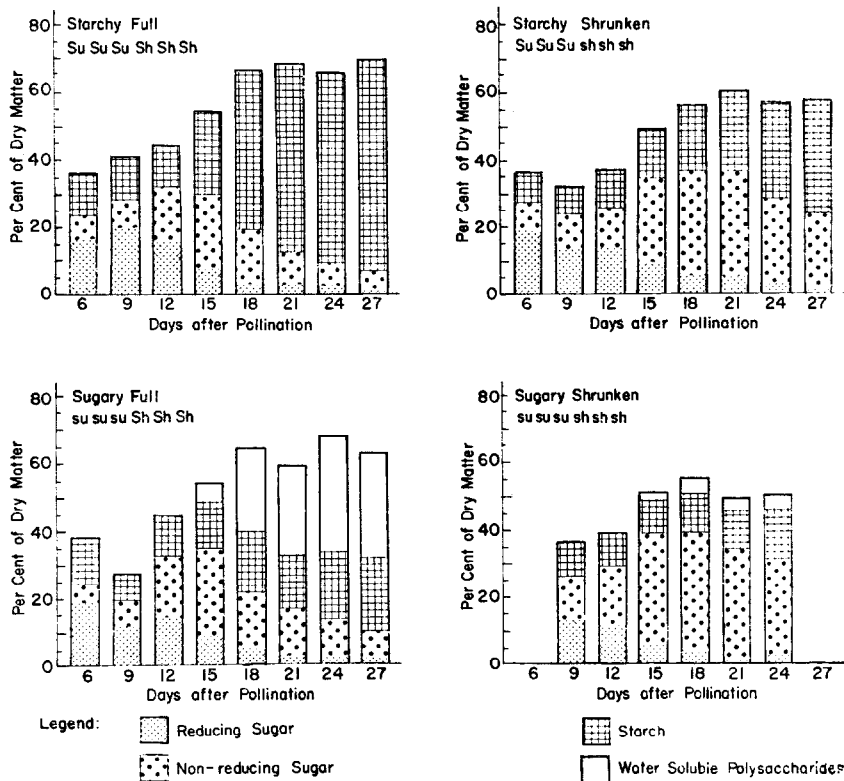 Starchy Full
Su Su Su Sh Sh Sh
Per Cent of Dry Matter
80
60
40
20
0
6 9 12 15 18 21 24 27
Days after Pollination
Starchy Shrunken
Su Su Su sh sh sh
Per Cent of Dry Matter
80
60
40
20
0
6 9 12 15 18 21 24 27
Days after Pollination
Sugary Full
su su su Sh Sh Sh
Per Cent of Dry Matter
80
60
40
20
0
6 9 12 15 18 21 24 27
Days after Pollination
Sugary Shrunken
su su su sh sh sh
Per Cent of Dry Matter
80
60
40
20
0
6 9 12 15 18 21 24 27
Days after Pollination
Legend:
Reducing Sugar
Non-reducing Sugar
Starch
Water Soluble Polysaccharides